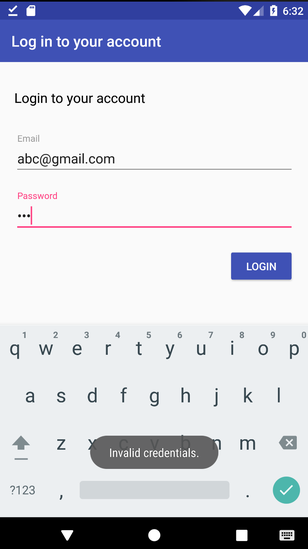 6:32
Log in to your account
Login to your account
Email
abc@gmail.com
Password
•••
LOGIN
1 2 3 4 5 6 7 8 9 0
q w e r t y u i o p
a s d f g h j k l
z x c v b n m
Invalid credentials.
?123 , .